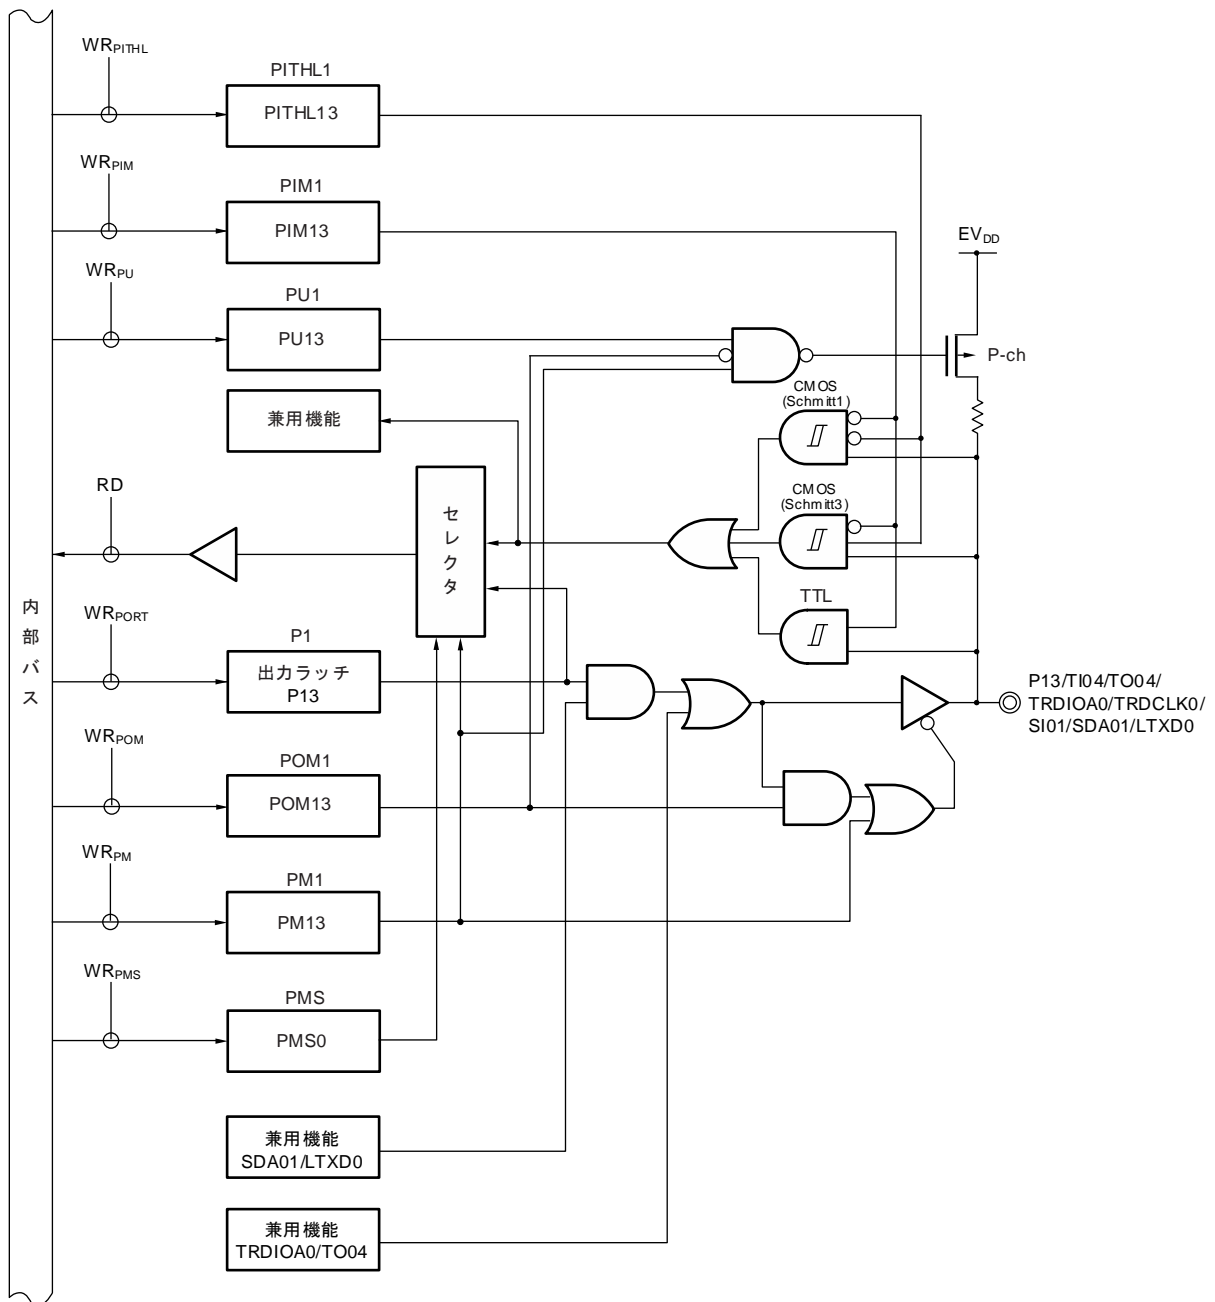 WRPITHL
PITHL1
PITHL13
WRPIM
PIM1
PIM13
EVDD
WRPU
PU1
PU13
P-ch
CMOS
(Schmitt1)
兼用機能
RD
セレクタ
CMOS
(Schmitt3)
TTL
内部バス
WRPORT
P1
出力ラッチ
P13
P13/TI04/TO04/
TRDIOA0/TRDCLK0/
SI01/SDA01/LTXD0
WRPOM
POM1
POM13
WRPM
PM1
PM13
WRPMS
PMS
PMS0
兼用機能
SDA01/LTXD0
兼用機能
TRDIOA0/TO04